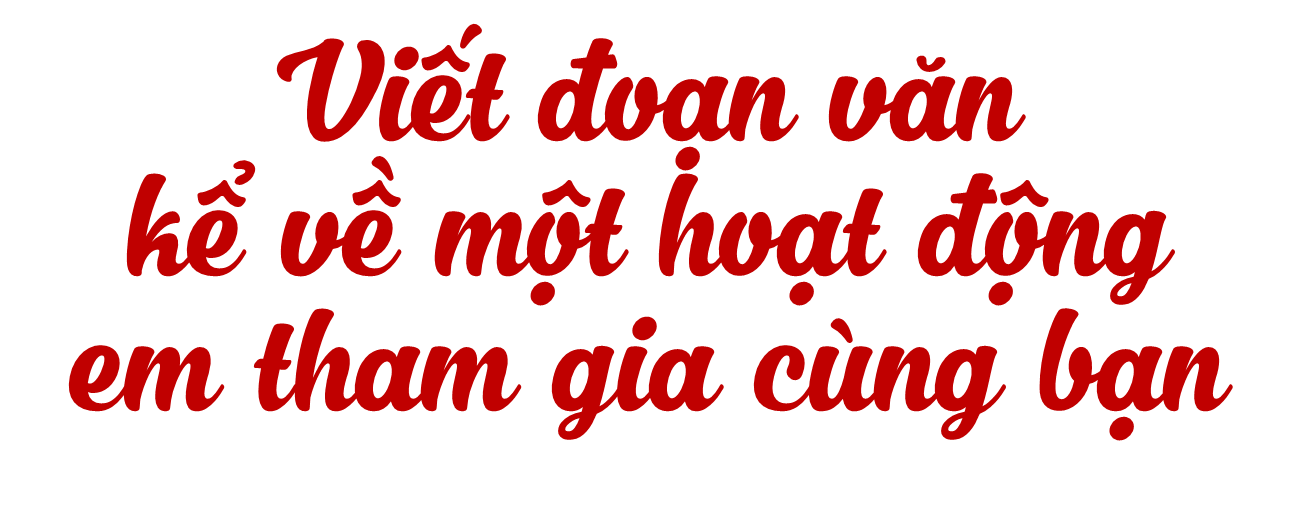 Viết đoạn văn
kể về một hoạt động
em tham gia cùng bạn